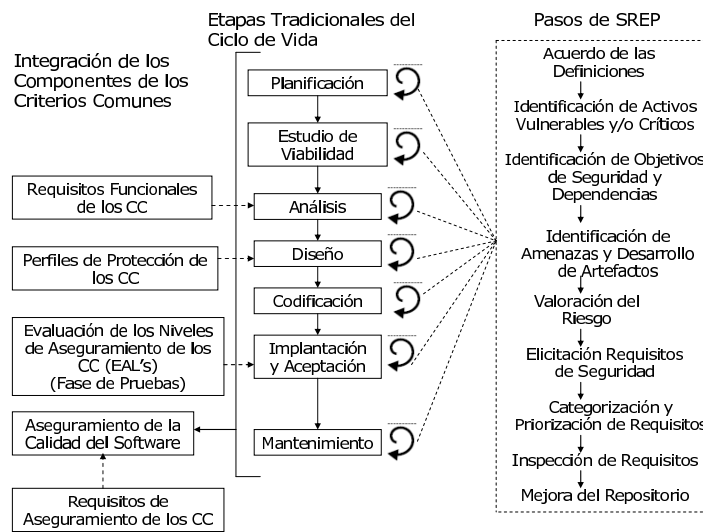 Integración de los
Componentes de los
Criterios Comunes
Requisitos Funcionales
de los CC
Perfiles de Protección de
los CC
Evaluación de los Niveles
de Aseguramiento de los
CC (EAL's)
(Fase de Pruebas)
Aseguramiento de la
Calidad del Software
Requisitos de
Aseguramiento de los CC
Etapas Tradicionales del
Ciclo de Vida
Planificación
Estudio de
Viabilidad
Análisis
Diseño
Codificación
Implantación
y Aceptación
Mantenimiento
Pasos de SREP
Acuerdo de las
Definiciones
Identificación de Activos
Vulnerables y/o Críticos
Identificación de Objetivos
de Seguridad y
Dependencias
Identificación de
Amenazas y Desarrollo
de Artefactos
Valoración del
Riesgo
Elicitación Requisitos
de Seguridad
Categorización y
Priorización de Requisitos
Inspección de Requisitos
Mejora del Repositorio